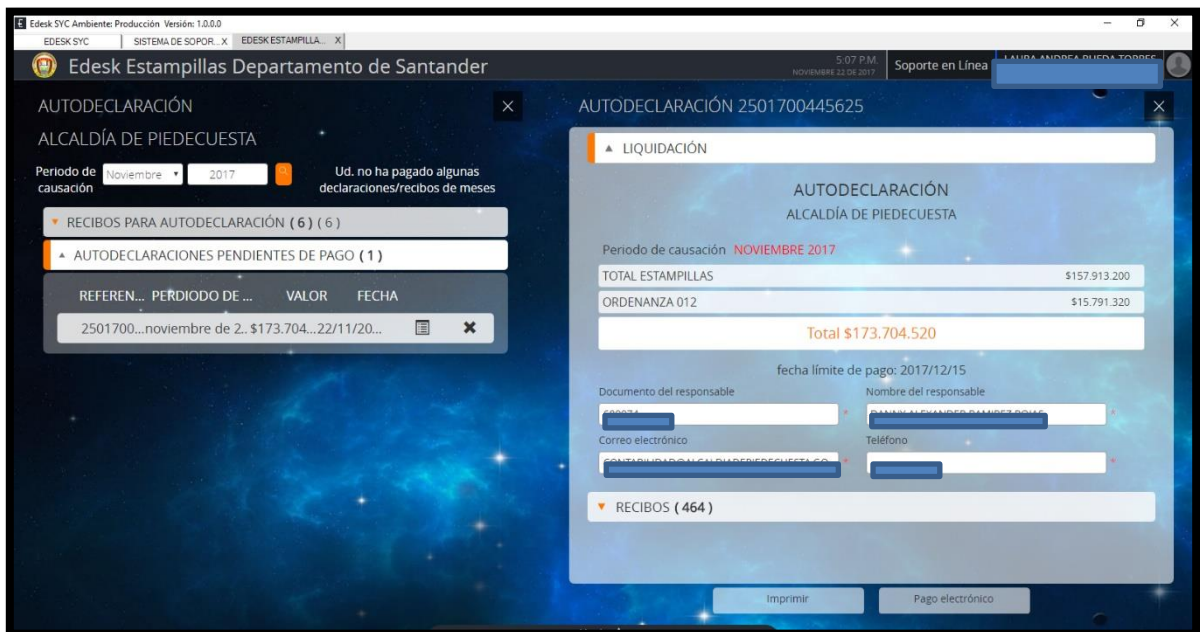 Edesk SYC Ambiente: Producción Versión: 1.0.0.0
EDESK SYC
SISTEMA DE SOPOR... X
EDESK ESTAMPILLA... X
Edesk Estampillas Departamento de Santander
5:07 P.M.
NOVIEMBRE 22 DE 2017
Soporte en Línea
AUTODECLARACIÓN
ALCALDÍA DE PIEDECUESTA
Periodo de causación
Noviembre
2017
Ud. no ha pagado algunas
declaraciones/recibos de meses
RECIBOS PARA AUTODECLARACIÓN ( 6 ) ( 6 )
AUTODECLARACIONES PENDIENTES DE PAGO ( 1 )
REFEREN... PERDIODO DE ... VALOR FECHA
2501700...noviembre de 2.. $173.704...22/11/20...
AUTODECLARACIÓN 2501700445625
LIQUIDACIÓN
AUTODECLARACIÓN
ALCALDÍA DE PIEDECUESTA
Periodo de causación NOVIEMBRE 2017
TOTAL ESTAMPILLAS $157.913.200
ORDENANZA 012 $15.791.320
Total $173.704.520
fecha límite de pago: 2017/12/15
Documento del responsable
Nombre del responsable
*
*
Correo electrónico
Teléfono
*
*
RECIBOS ( 464 )
Imprimir
Pago electrónico